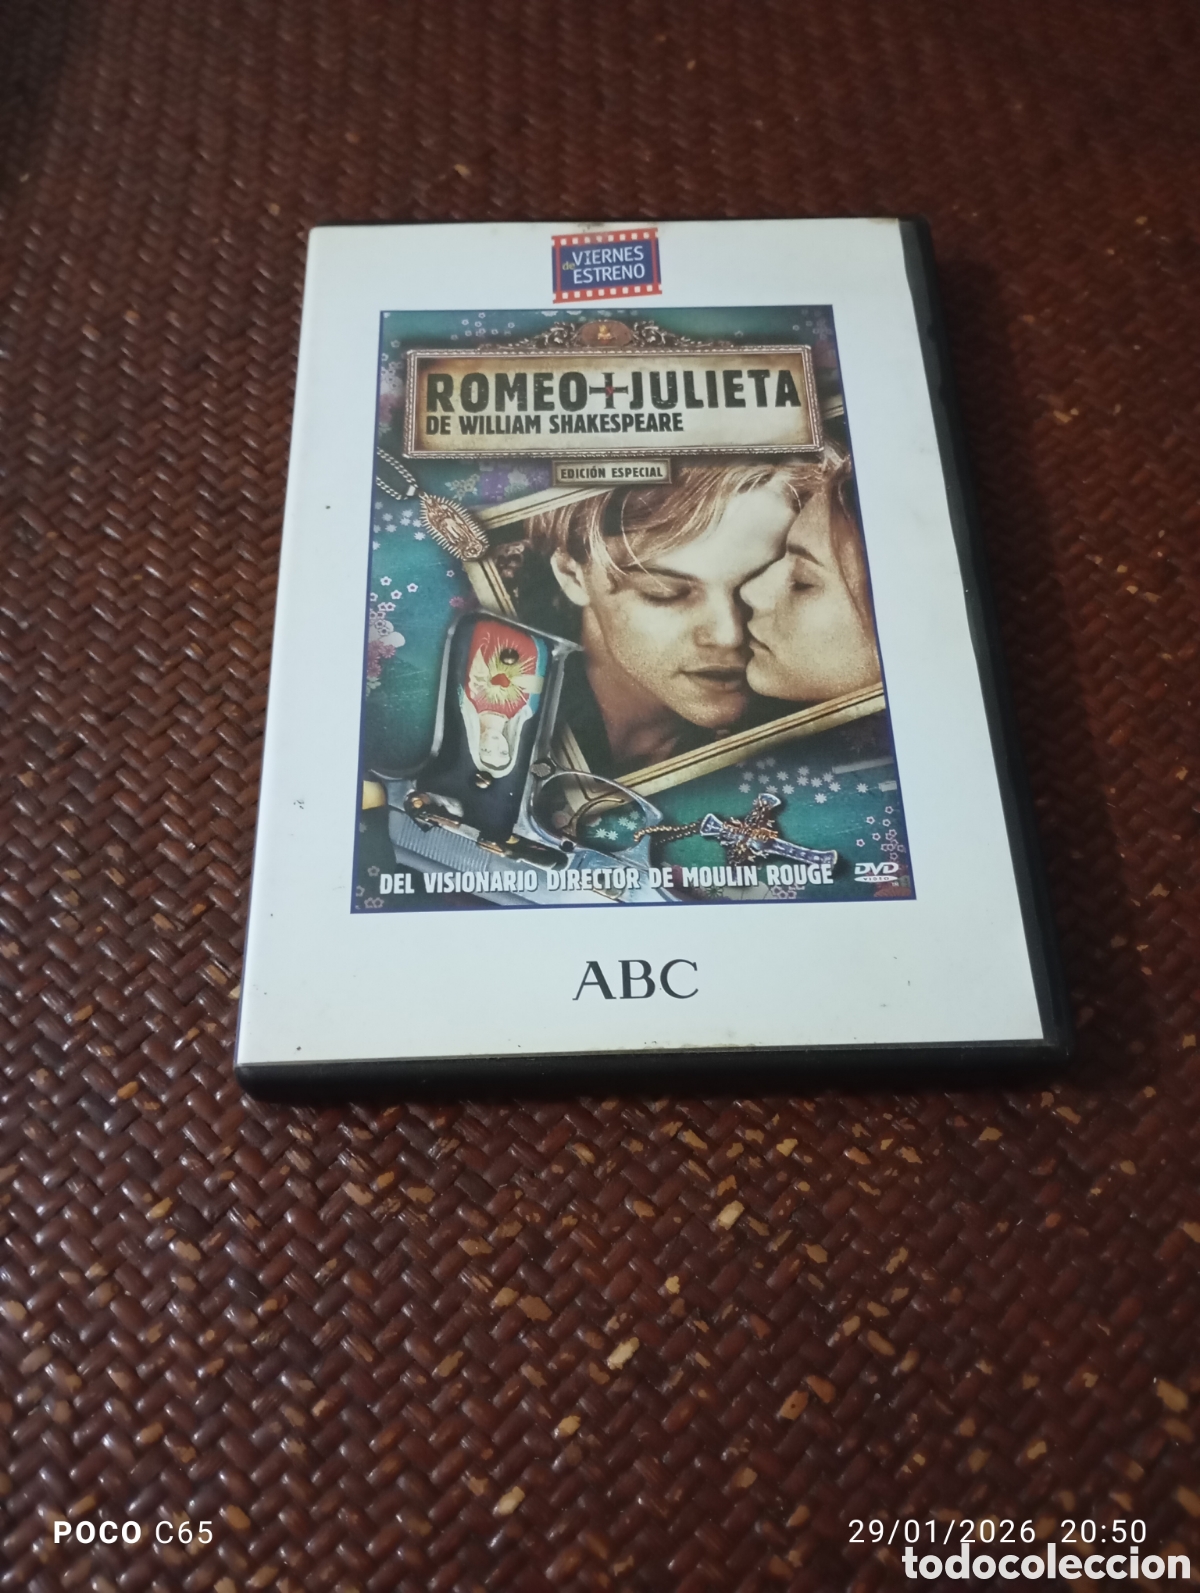 VIERNES
de
ESTRENO
ROMEO+JULIETA
DE WILLIAM SHAKESPEARE
EDICIÓN ESPECIAL
DEL VISIONARIO DIRECTOR DE MOULIN ROUGE
DVD
VIDEO
ABC
POCO C65
29/01/2026 20:50
todocoleccion